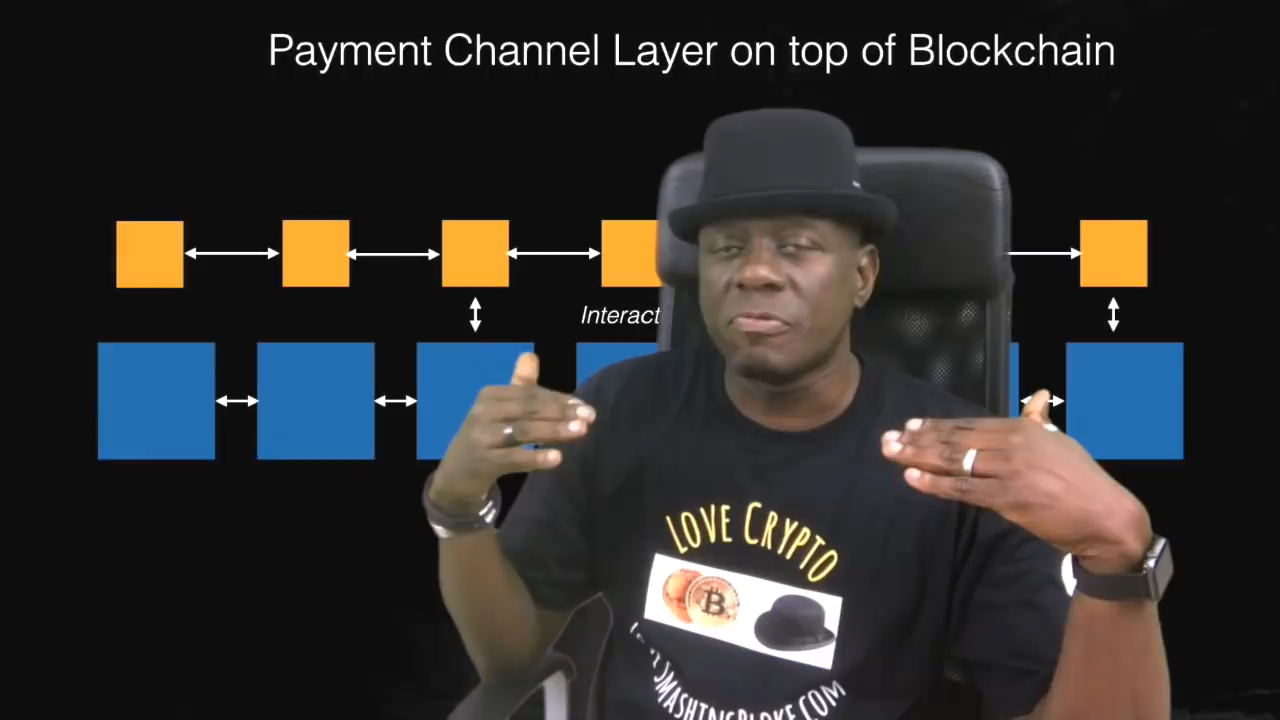 Payment Channel Layer on top of Blockchain
Interact
LOVE CRYPTO